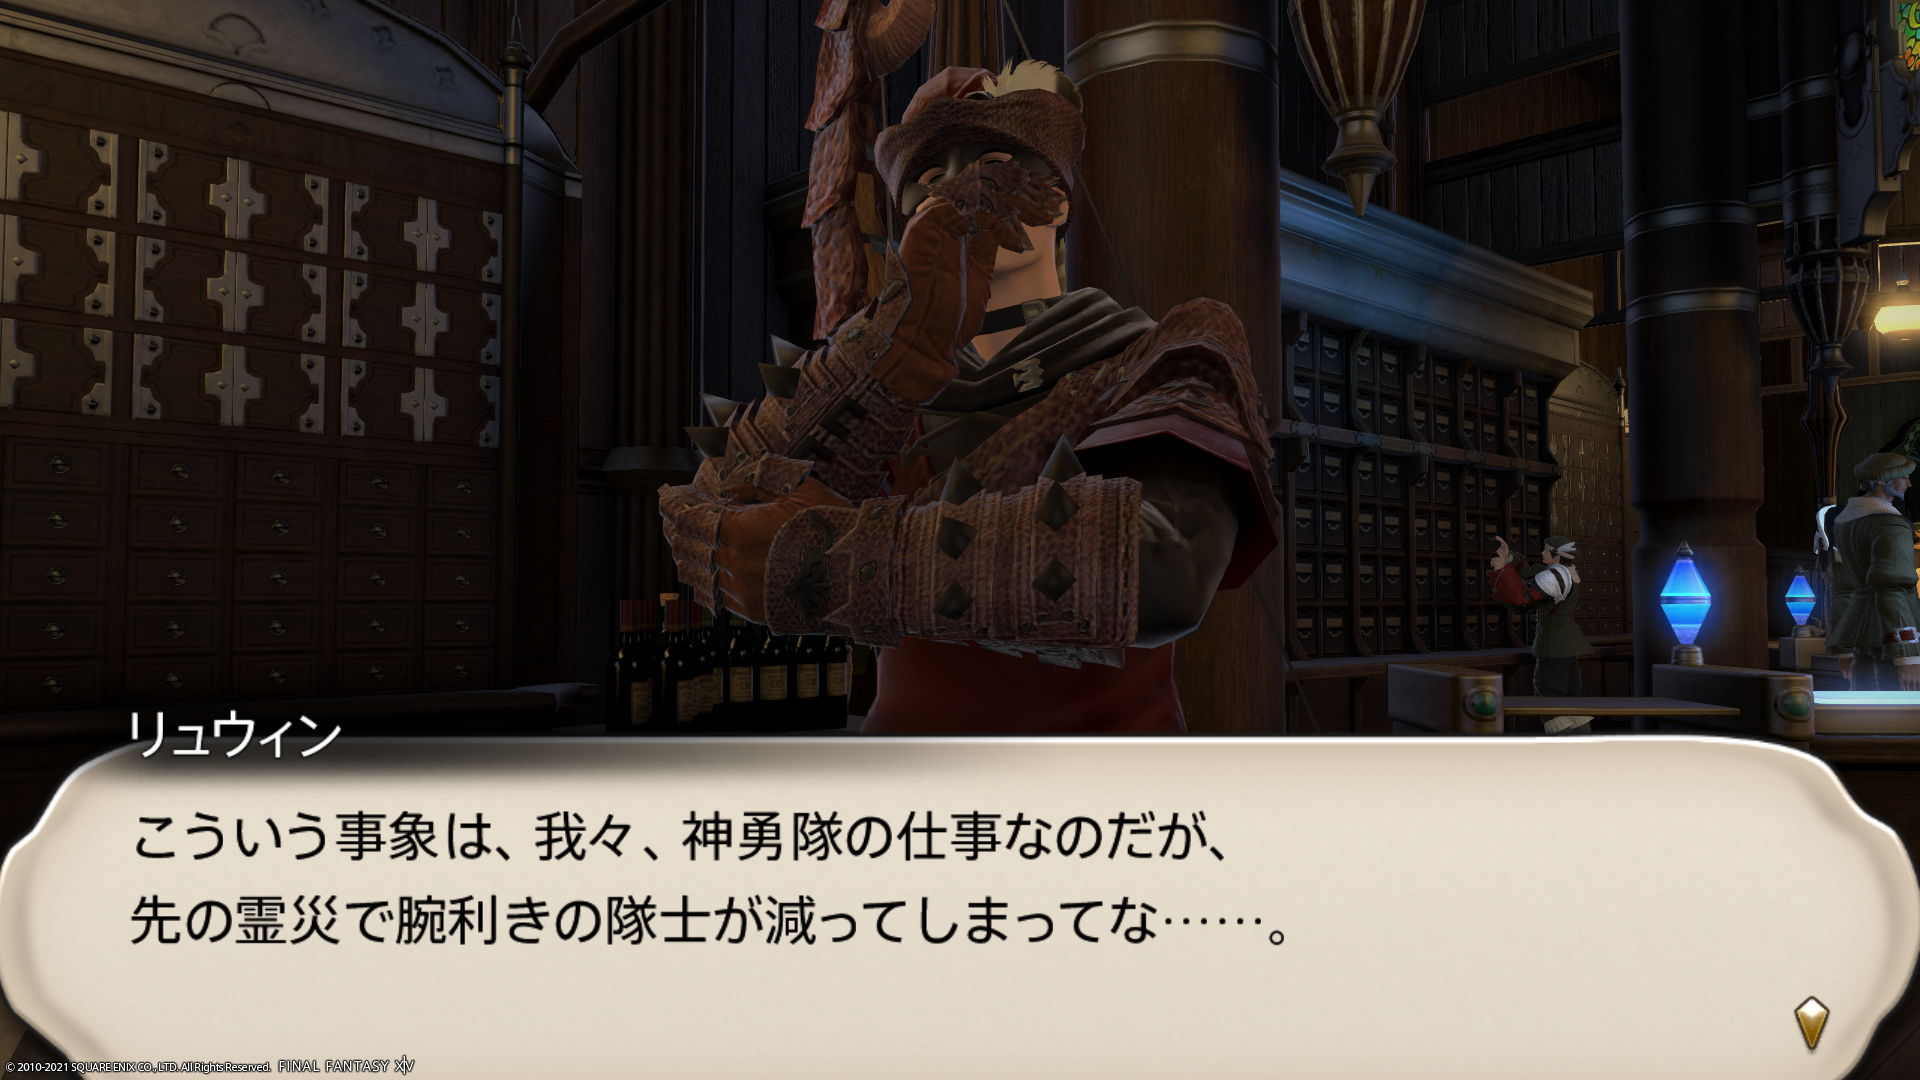 リュウィン
こういう事象は、我々、神勇隊の仕事なのだが、
先の霊災で腕利きの隊士が減ってしまってな……。
© 2010-2021 SQUARE ENIX CO., LTD. All Rights Reserved. FINAL FANTASY XIV